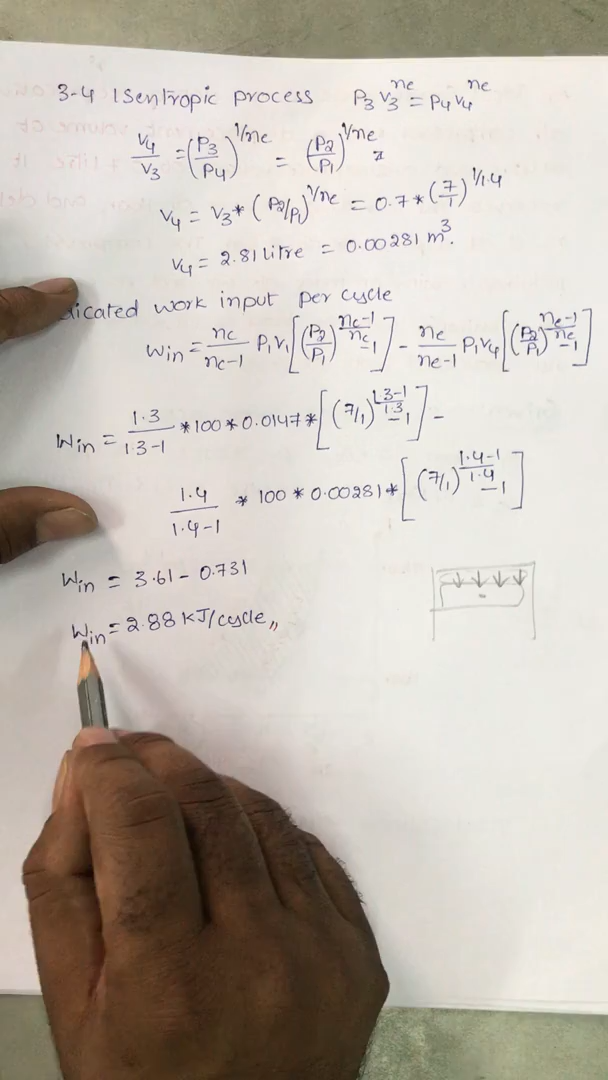 3-4 Isentropic process P₃V₃^ne = P₄V₄^ne
V₄/V₃ = (P₃/P₄)^1/ne = (P₂/P₁)^1/ne
V₄ = V₃ * (P₂/P₁)^1/ne = 0.7 * (7/1)^1/1.4
V₄ = 2.81 litre = 0.00281 m³.
dicated work input per cycle
Win = nc/nc-1 P₁V₁ [(P₂/P₁)^nc-1/nc - 1] - ne/ne-1 P₁V₄ [(P₂/P₁)^ne-1/ne - 1]
Win = 1.3/1.3-1 * 100 * 0.0147 * [(7/1)^1.3-1/1.3 - 1] -
1.4/1.4-1 * 100 * 0.00281 * [(7/1)^1.4-1/1.4 - 1]
Win = 3.61 - 0.731
Win = 2.88 KJ/cycle,,